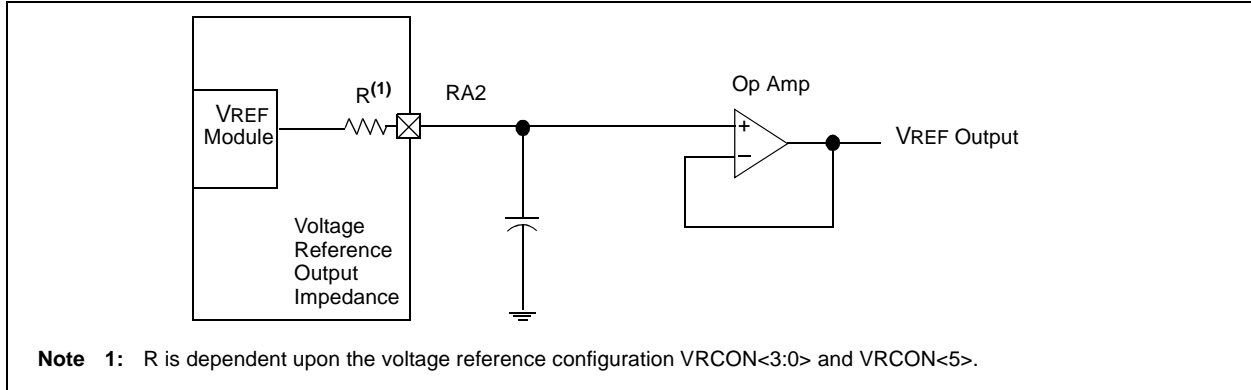 R(1)
RA2
Op Amp
VREF
Module
+
–
VREF Output
Voltage
Reference
Output
Impedance
Note 1: R is dependent upon the voltage reference configuration VRCON<3:0> and VRCON<5>.